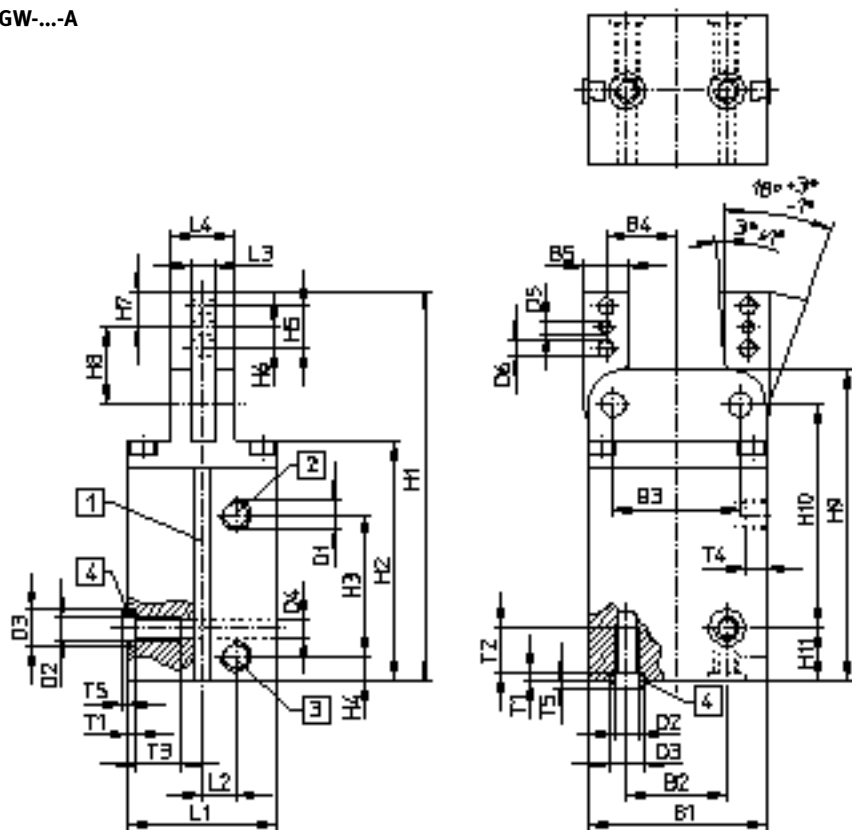 GW-...-A
18° +3°
-1°
3° ±1°
L4
L3
B4
B5
H7
H5
D5
H8
H6
D6
H1
2
1
B3
H10
H9
D1
T4
H3
H2
4
D3
D2
D4
T2
H11
T5
T1
3
H4
T1
T5
4
T3
D2
L2
D3
B2
L1
B1